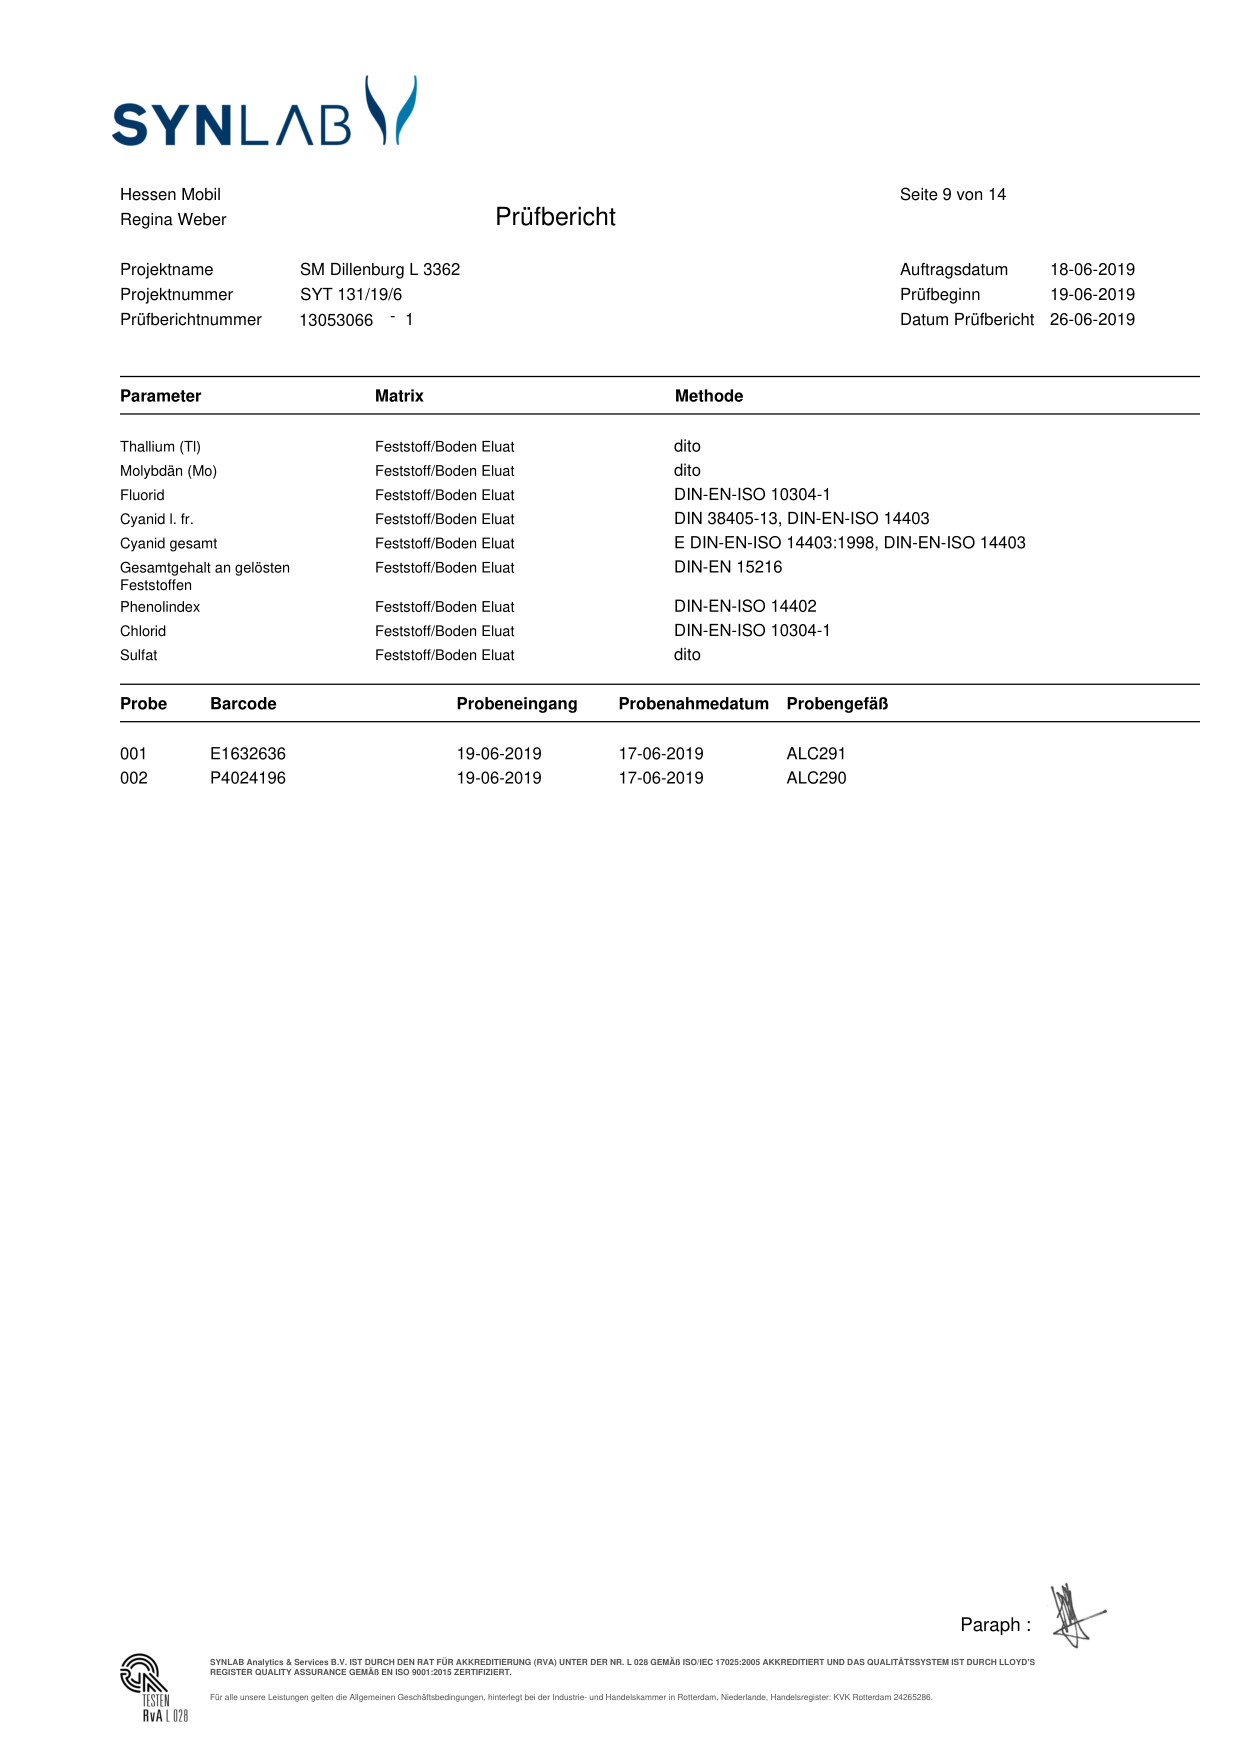 SYNLAB
Hessen Mobil
Seite 9 von 14
Regina Weber
Prüfbericht
Projektname SM Dillenburg L 3362 Auftragsdatum 18-06-2019
Projektnummer SYT 131/19/6 Prüfbeginn 19-06-2019
Prüfberichtnummer 13053066 - 1 Datum Prüfbericht 26-06-2019
Parameter Matrix Methode
Thallium (Tl) Feststoff/Boden Eluat dito
Molybdän (Mo) Feststoff/Boden Eluat dito
Fluorid Feststoff/Boden Eluat DIN-EN-ISO 10304-1
Cyanid l. fr. Feststoff/Boden Eluat DIN 38405-13, DIN-EN-ISO 14403
Cyanid gesamt Feststoff/Boden Eluat E DIN-EN-ISO 14403:1998, DIN-EN-ISO 14403
Gesamtgehalt an gelösten Feststoff/Boden Eluat DIN-EN 15216
Feststoffen
Phenolindex Feststoff/Boden Eluat DIN-EN-ISO 14402
Chlorid Feststoff/Boden Eluat DIN-EN-ISO 10304-1
Sulfat Feststoff/Boden Eluat dito
Probe Barcode Probeneingang Probenahmedatum Probengefäß
001 E1632636 19-06-2019 17-06-2019 ALC291
002 P4024196 19-06-2019 17-06-2019 ALC290
Paraph :
SYNLAB Analytics & Services B.V. IST DURCH DEN RAT FÜR AKKREDITIERUNG (RVA) UNTER DER NR. L 028 GEMÄß ISO/IEC 17025:2005 AKKREDITIERT UND DAS QUALITÄTSSYSTEM IST DURCH LLOYD'S
REGISTER QUALITY ASSURANCE GEMÄß EN ISO 9001:2015 ZERTIFIZIERT.
Für alle unsere Leistungen gelten die Allgemeinen Geschäftsbedingungen, hinterlegt bei der Industrie- und Handelskammer in Rotterdam, Niederlande, Handelsregister: KVK Rotterdam 24265286.
TESTEN
RvA L 028